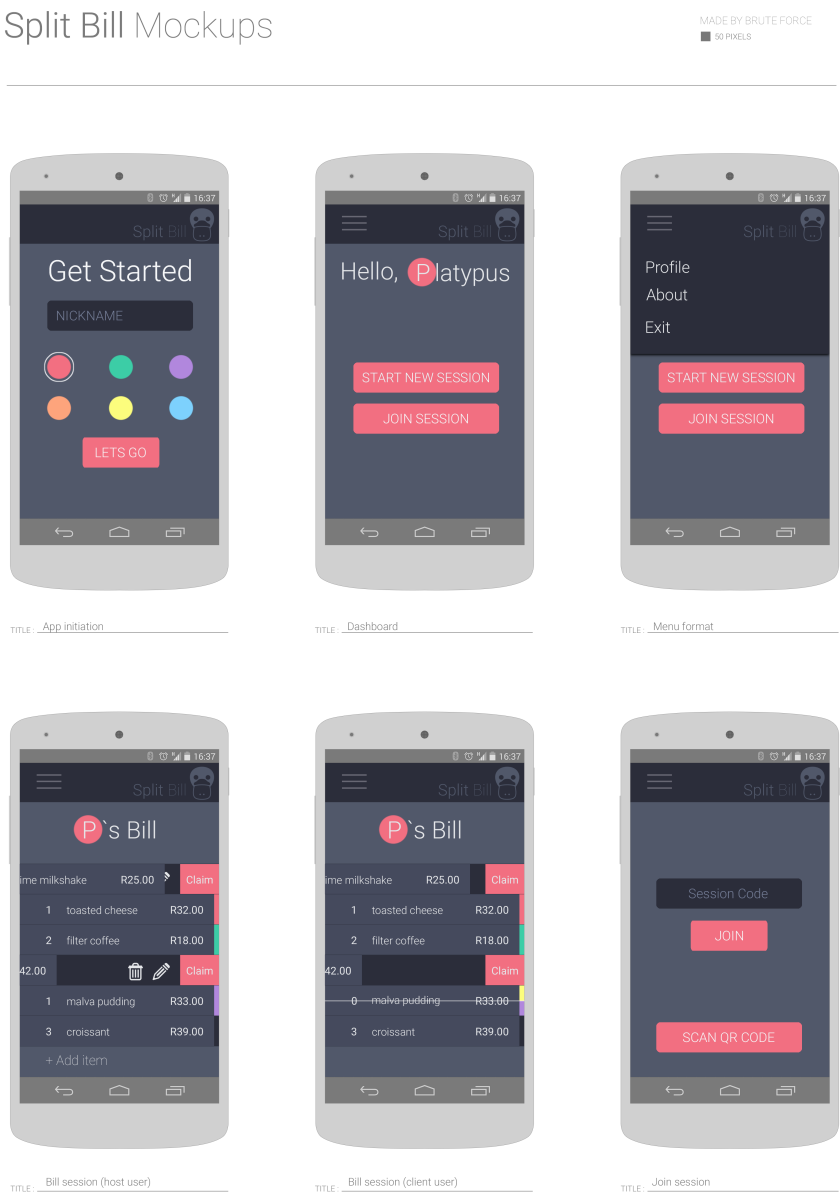 Split Bill Mockups
MADE BY BRUTE FORCE
50 PIXELS
16:37
Split Bill
Get Started
NICKNAME
LETS GO
TITLE : App initiation
16:37
Split Bill
Hello, Platypus
START NEW SESSION
JOIN SESSION
TITLE : Dashboard
16:37
Split Bill
Profile
About
Exit
START NEW SESSION
JOIN SESSION
TITLE : Menu format
16:37
Split Bill
P`s Bill
ime milkshake R25.00 Claim
1 toasted cheese R32.00
2 filter coffee R18.00
42.00 Claim
1 malva pudding R33.00
3 croissant R39.00
+ Add item
TITLE : Bill session (host user)
16:37
Split Bill
P`s Bill
ime milkshake R25.00 Claim
1 toasted cheese R32.00
2 filter coffee R18.00
42.00 Claim
0 malva pudding R33.00
3 croissant R39.00
TITLE : Bill session (client user)
16:37
Split Bill
Session Code
JOIN
SCAN QR CODE
TITLE : Join session